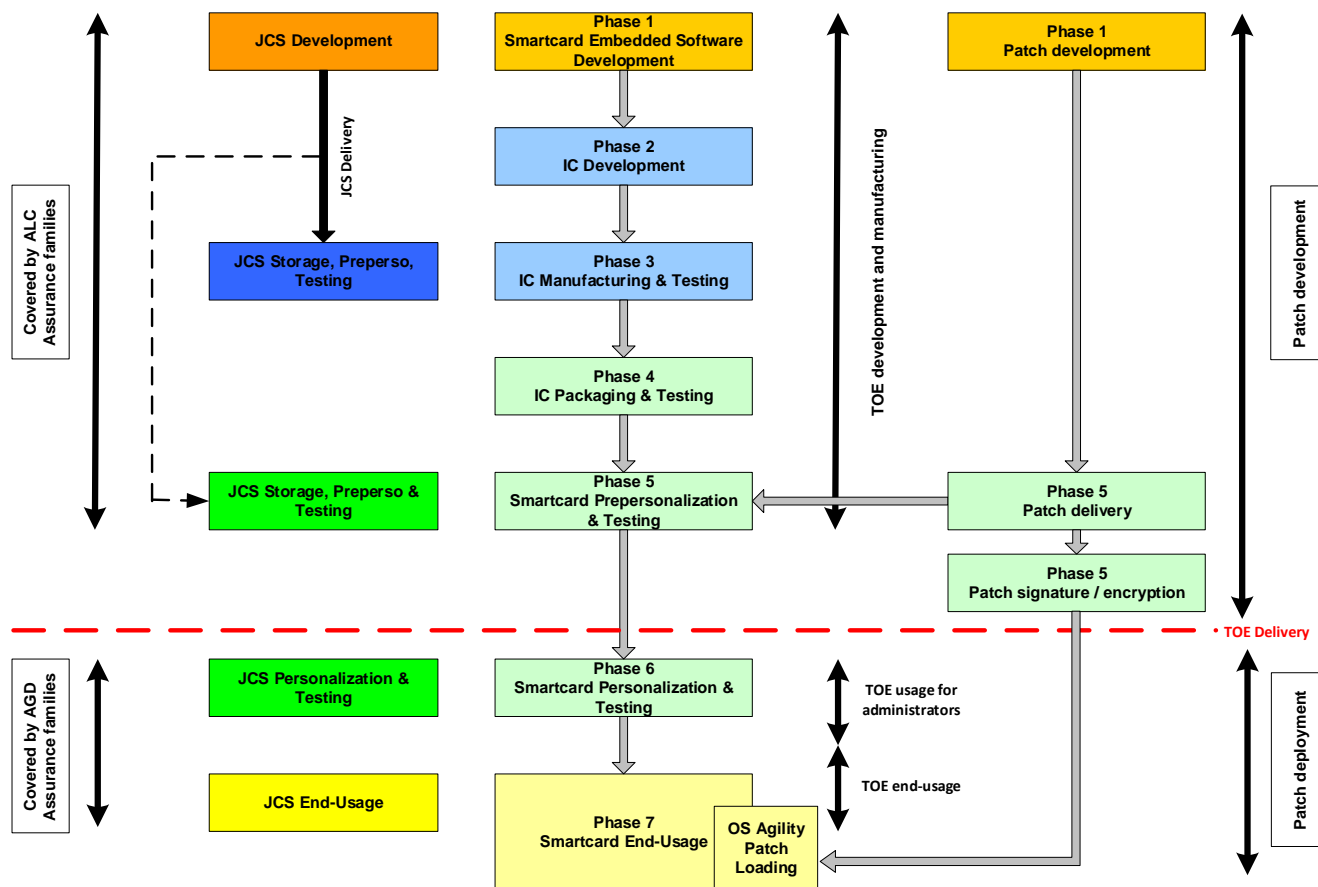 JCS Development
Phase 1
Smartcard Embedded Software
Development
Phase 1
Patch development
JCS Delivery
Phase 2
IC Development
Covered by ALC
Assurance families
JCS Storage, Preperso,
Testing
Phase 3
IC Manufacturing & Testing
TOE development and manufacturing
Patch development
Phase 4
IC Packaging & Testing
JCS Storage, Preperso &
Testing
Phase 5
Smartcard Prepersonalization
& Testing
Phase 5
Patch delivery
Phase 5
Patch signature / encryption
TOE Delivery
Covered by AGD
Assurance families
JCS Personalization &
Testing
Phase 6
Smartcard Personalization &
Testing
TOE usage for
administrators
Patch deployment
JCS End-Usage
TOE end-usage
Phase 7
Smartcard End-Usage
OS Agility
Patch
Loading